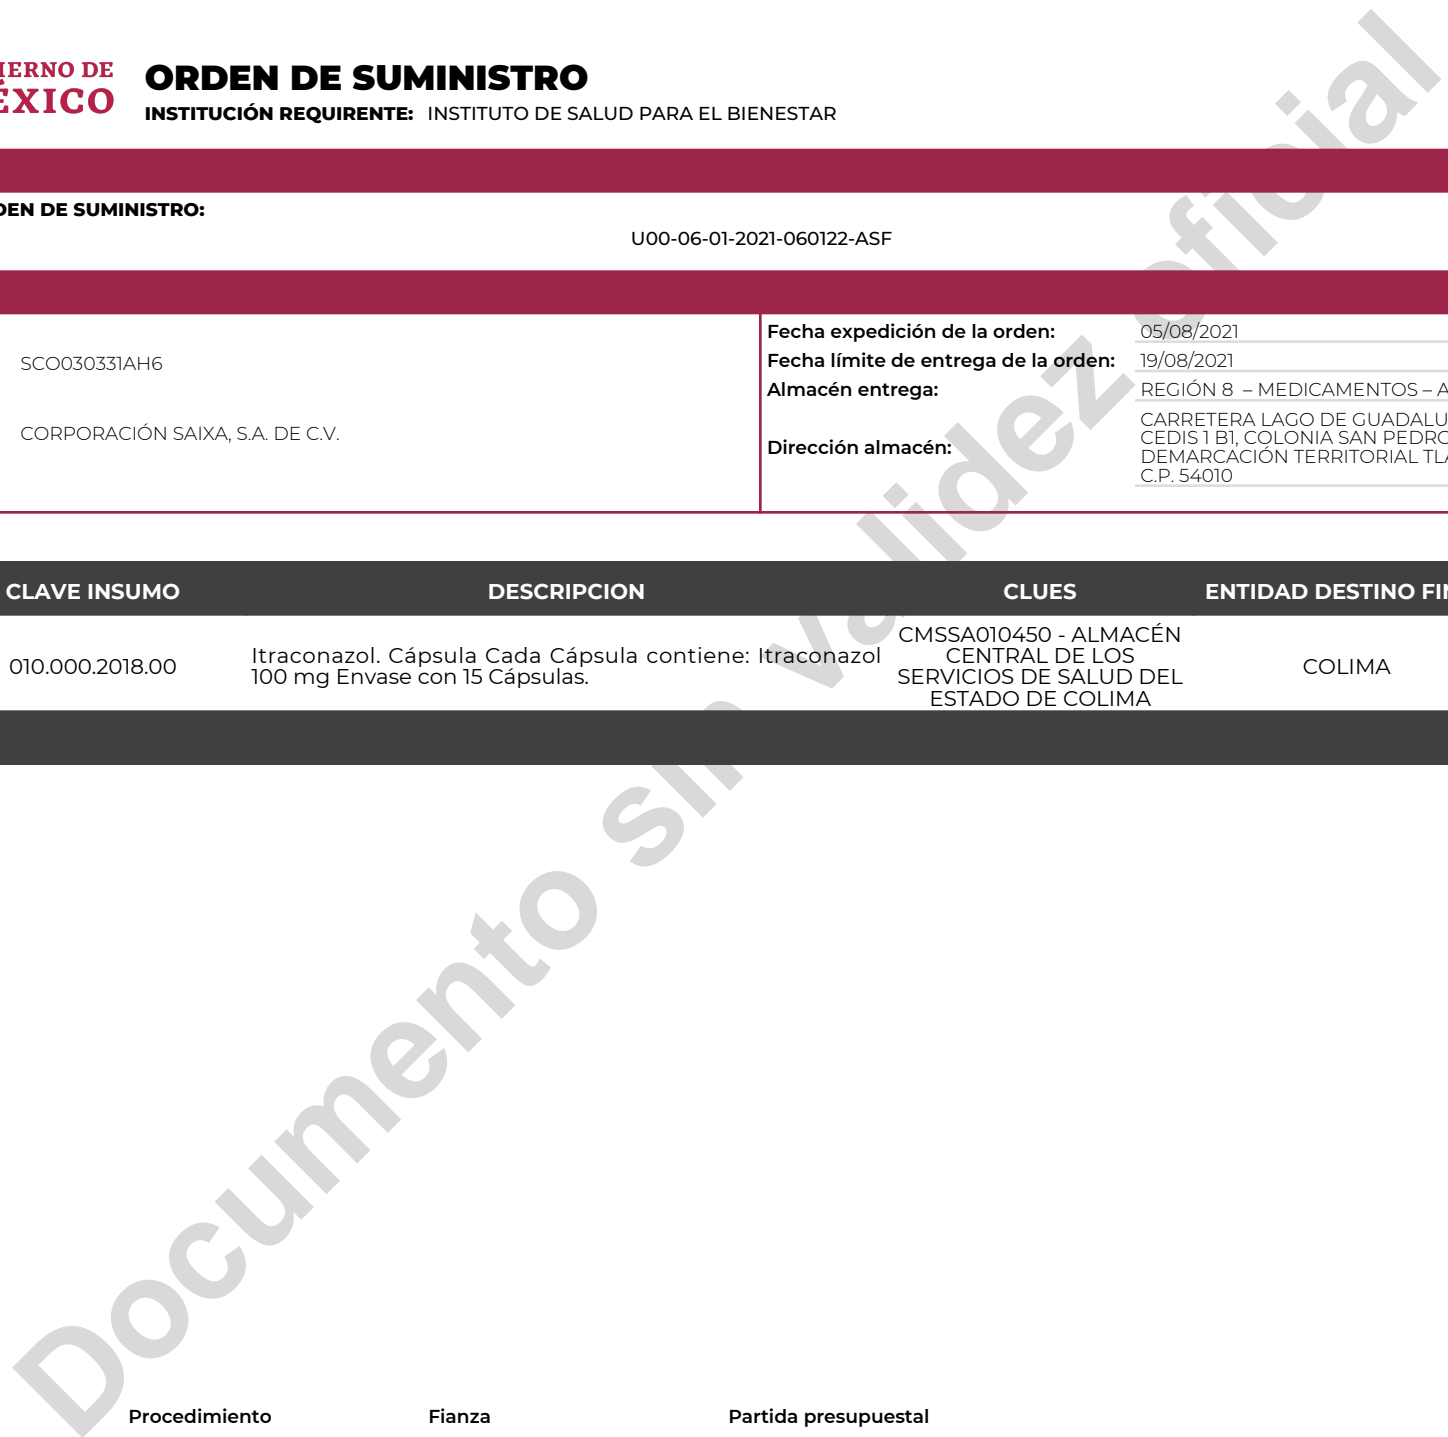 IERNO DE
ÉXICO
ORDEN DE SUMINISTRO
INSTITUCIÓN REQUIRENTE: INSTITUTO DE SALUD PARA EL BIENESTAR
DEN DE SUMINISTRO:
U00-06-01-2021-060122-ASF
SCO030331AH6
CORPORACIÓN SAIXA, S.A. DE C.V.
Fecha expedición de la orden: 05/08/2021
Fecha límite de entrega de la orden: 19/08/2021
Almacén entrega: REGIÓN 8 – MEDICAMENTOS – A
Dirección almacén:
CARRETERA LAGO DE GUADALU
CEDIS 1 B1, COLONIA SAN PEDRO
DEMARCACIÓN TERRITORIAL TLA
C.P. 54010
CLAVE INSUMO DESCRIPCION CLUES ENTIDAD DESTINO FIN
010.000.2018.00
Itraconazol. Cápsula Cada Cápsula contiene: Itraconazol
100 mg Envase con 15 Cápsulas.
CMSSA010450 - ALMACÉN
CENTRAL DE LOS
SERVICIOS DE SALUD DEL
ESTADO DE COLIMA
COLIMA
Documento sin validez oficial
Procedimiento Fianza Partida presupuestal